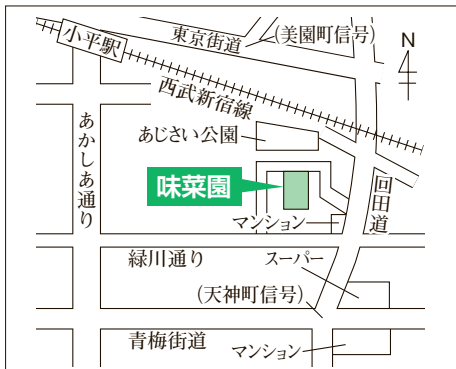 小平駅
東京街道
(美園町信号)
N
西武新宿線
あじさい公園
あかしあ通り
味菜園
回田道
マンション
緑川通り
スーパー
(天神町信号)
青梅街道
マンション